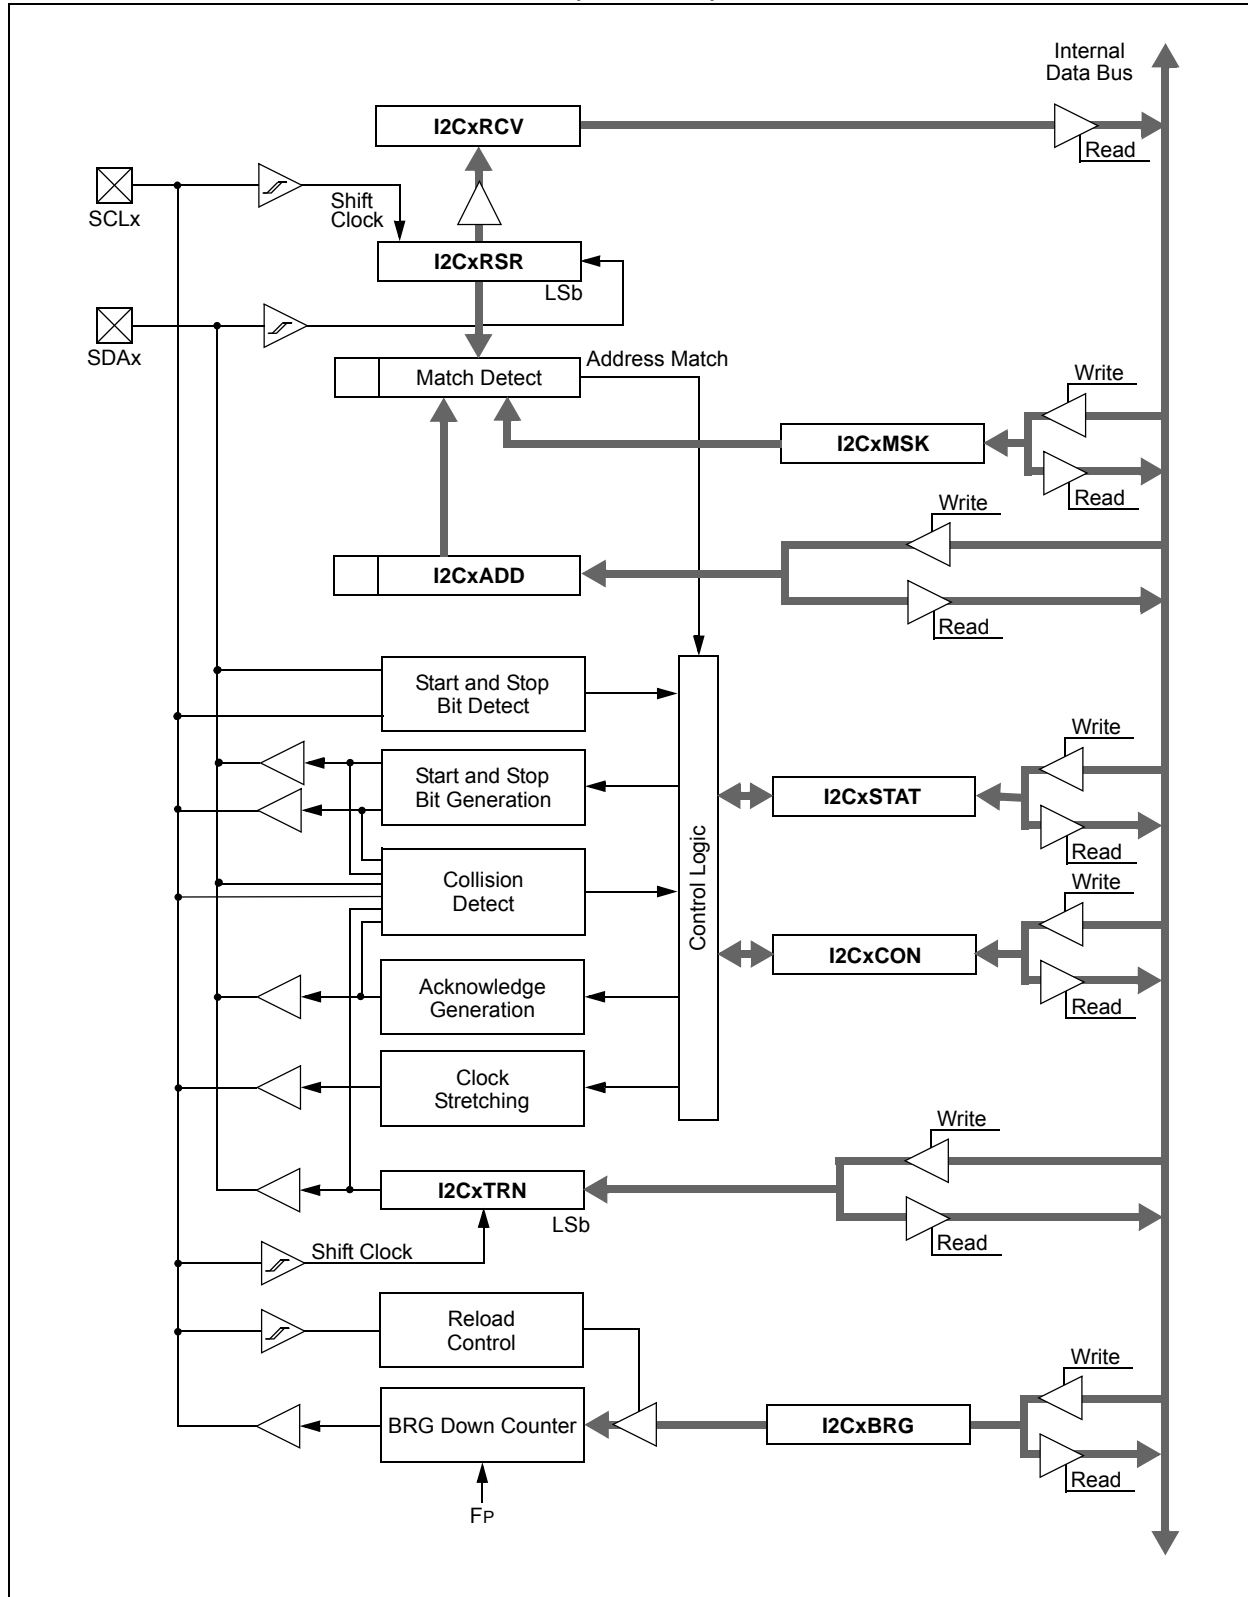 Internal
Data Bus
I2CxRCV
Read
SCLx
Shift
Clock
I2CxRSR
LSb
SDAx
Address Match
Match Detect
Write
I2CxMSK
Read
Write
I2CxADD
Read
Start and Stop
Bit Detect
Write
Start and Stop
Bit Generation
I2CxSTAT
Read
Control Logic
Collision
Detect
Write
I2CxCON
Read
Acknowledge
Generation
Clock
Stretching
Write
I2CxTRN
LSb
Read
Shift Clock
Reload
Control
Write
BRG Down Counter
I2CxBRG
Read
FP